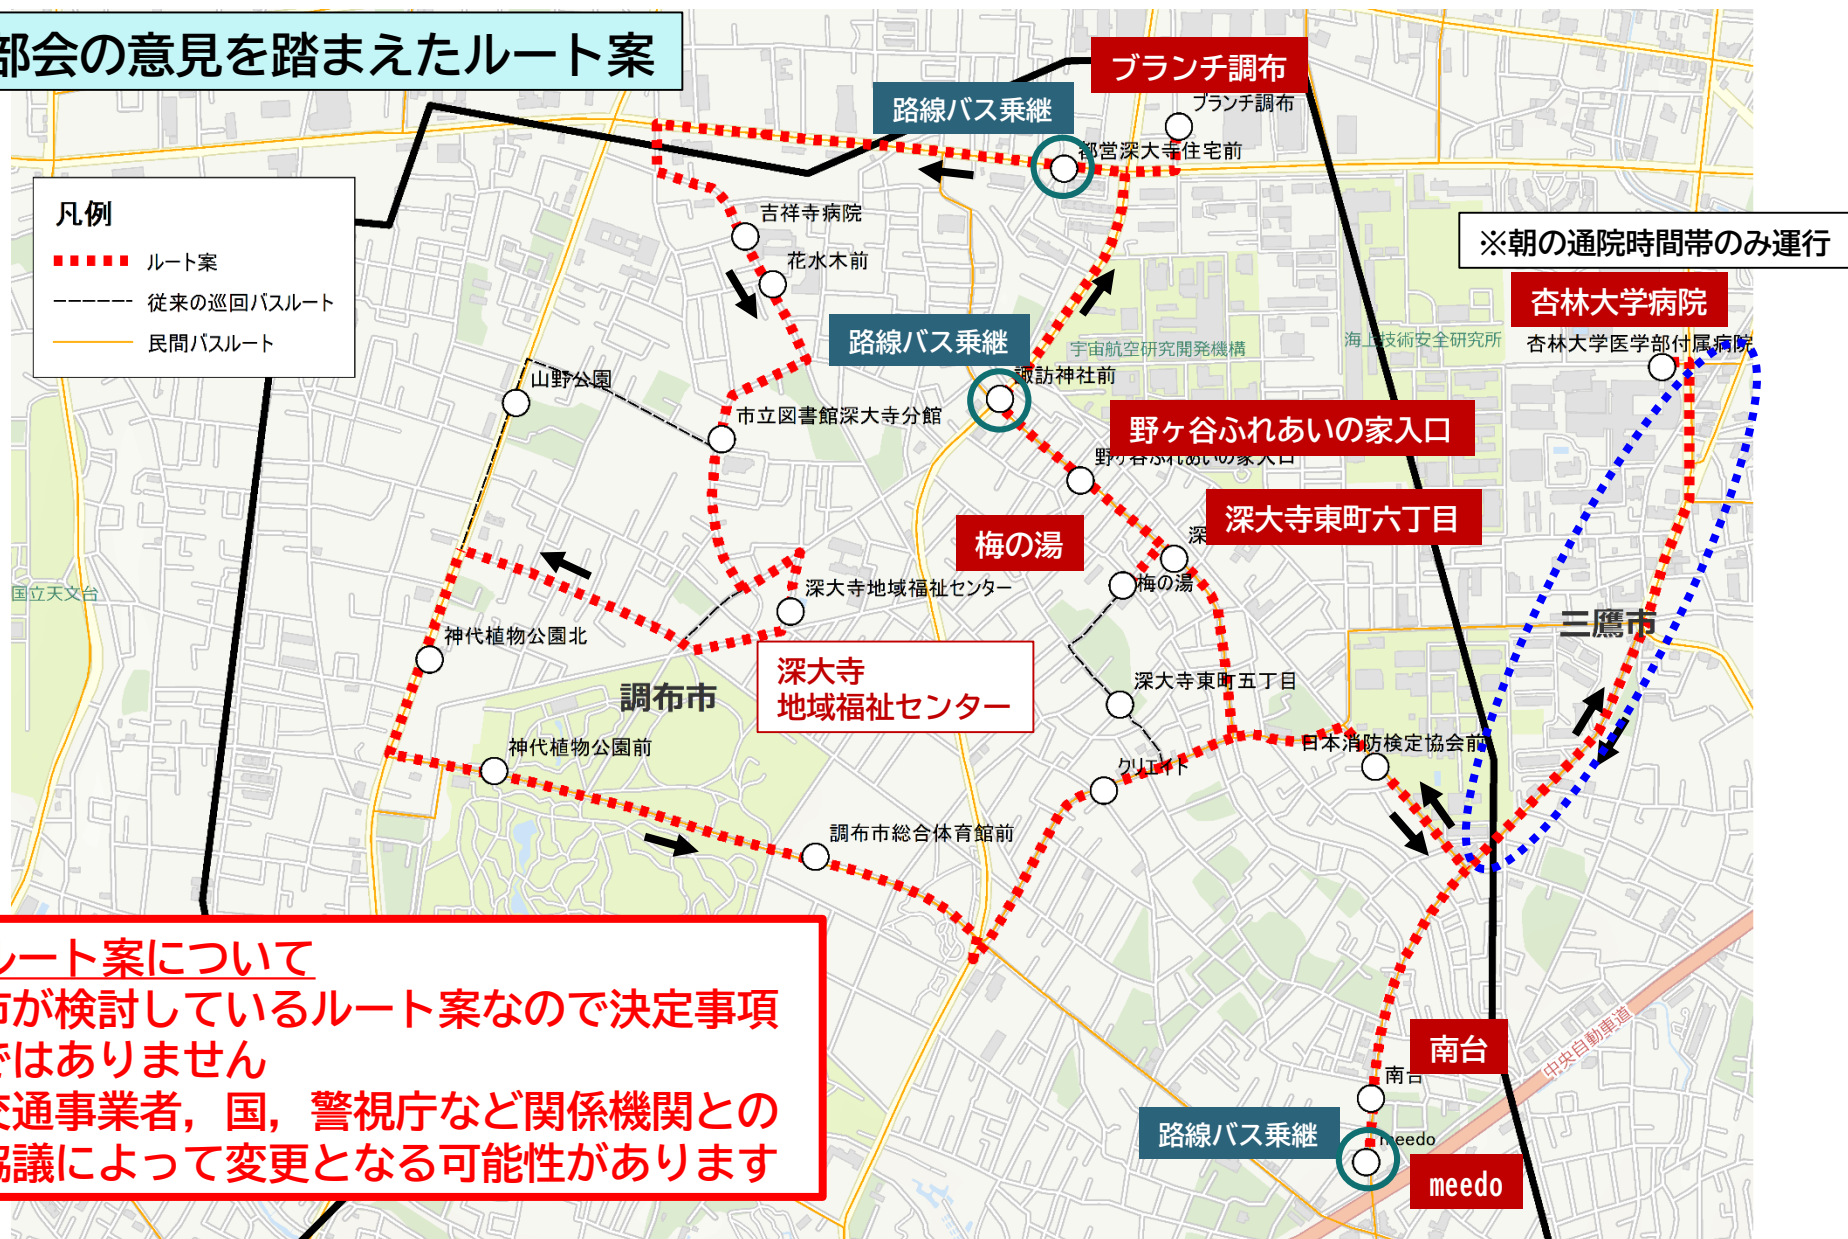 部会の意見を踏まえたルート案
ブランチ調布
路線バス乗継
ブランチ調布
都営深大寺住宅前
凡例
ルート案
従来の巡回バスルート
民間バスルート
吉祥寺病院
花水木前
※朝の通院時間帯のみ運行
杏林大学病院
杏林大学医学部付属病院
路線バス乗継
宇宙航空研究開発機構
海上技術安全研究所
諏訪神社前
山野公園
市立図書館深大寺分館
野ヶ谷ふれあいの家入口
野ヶ谷ふれあいの家入口
深大寺東町六丁目
梅の湯
深
梅の湯
国立天文台
深大寺地域福祉センター
神代植物公園北
三鷹市
深大寺
地域福祉センター
調布市
深大寺東町五丁目
神代植物公園前
日本消防検定協会前
クリエイト
調布市総合体育館前
ルート案について
市が検討しているルート案なので決定事項
ではありません
交通事業者，国，警視庁など関係機関との
協議によって変更となる可能性があります
中央自動車道
南台
南台
路線バス乗継
meedo
meedo